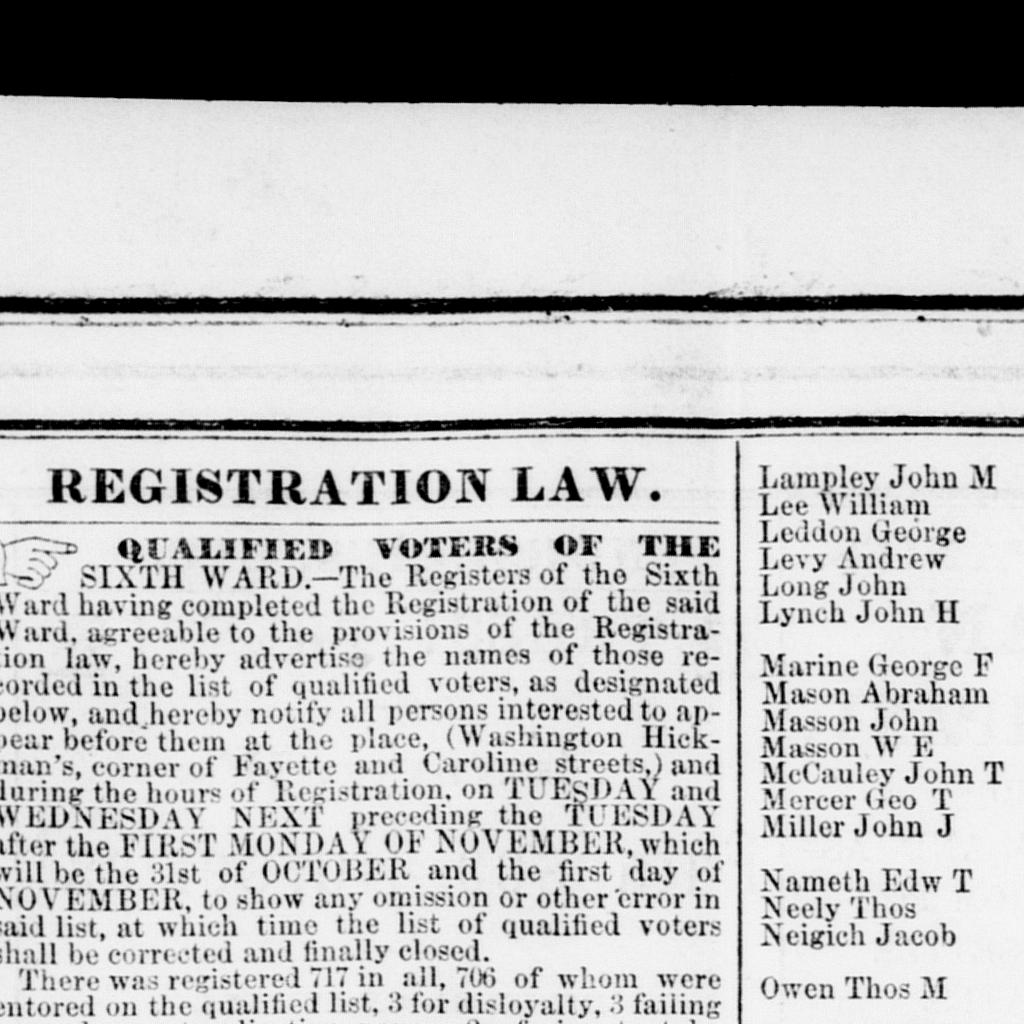 REGISTRATION LAW.
QUALIFIED VOTERS OF THE
SIXTH WARD.—The Registers of the Sixth
Ward having completed the Registration of the said
Ward, agreeable to the provisions of the Registra-
tion law, hereby advertise the names of those re-
corded in the list of qualified voters, as designated
below, and hereby notify all persons interested to ap-
pear before them at the place, (Washington Hick-
man's, corner of Fayette and Caroline streets,) and
during the hours of Registration, on TUESDAY and
WEDNESDAY NEXT preceding the TUESDAY
after the FIRST MONDAY OF NOVEMBER, which
will be the 31st of OCTOBER and the first day of
NOVEMBER, to show any omission or other error in
said list, at which time the list of qualified voters
shall be corrected and finally closed.
There was registered 717 in all, 706 of whom were
entored on the qualified list, 3 for disloyalty, 3 failing
Lampley John M
Lee William
Leddon George
Levy Andrew
Long John
Lynch John H
Marine George F
Mason Abraham
Masson John
Masson W E
McCauley John T
Mercer Geo T
Miller John J
Nameth Edw T
Neely Thos
Neigich Jacob
Owen Thos M